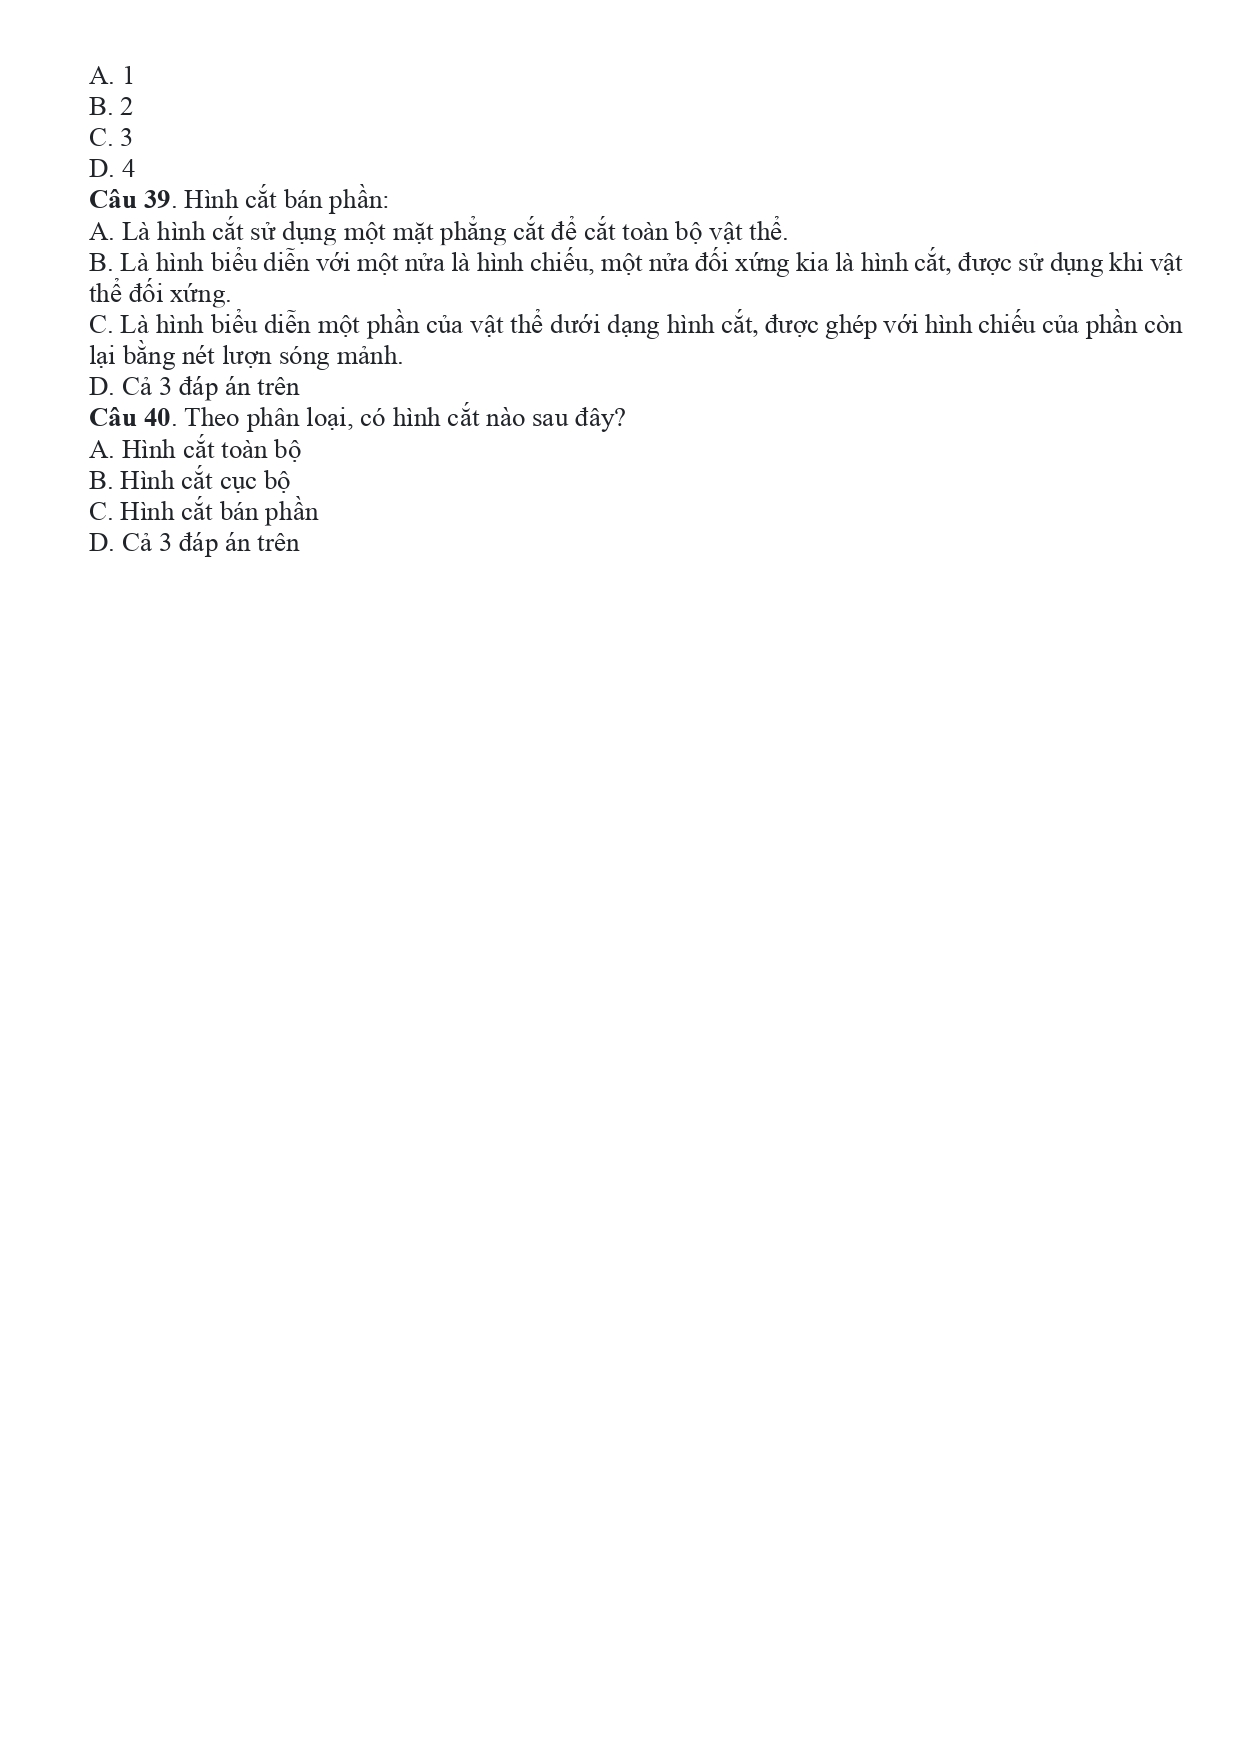 A. 1
B. 2
C. 3
D. 4
Câu 39. Hình cắt bán phần:
A. Là hình cắt sử dụng một mặt phẳng cắt để cắt toàn bộ vật thể.
B. Là hình biểu diễn với một nửa là hình chiếu, một nửa đối xứng kia là hình cắt, được sử dụng khi vật
thể đối xứng.
C. Là hình biểu diễn một phần của vật thể dưới dạng hình cắt, được ghép với hình chiếu của phần còn
lại bằng nét lượn sóng mảnh.
D. Cả 3 đáp án trên
Câu 40. Theo phân loại, có hình cắt nào sau đây?
A. Hình cắt toàn bộ
B. Hình cắt cục bộ
C. Hình cắt bán phần
D. Cả 3 đáp án trên